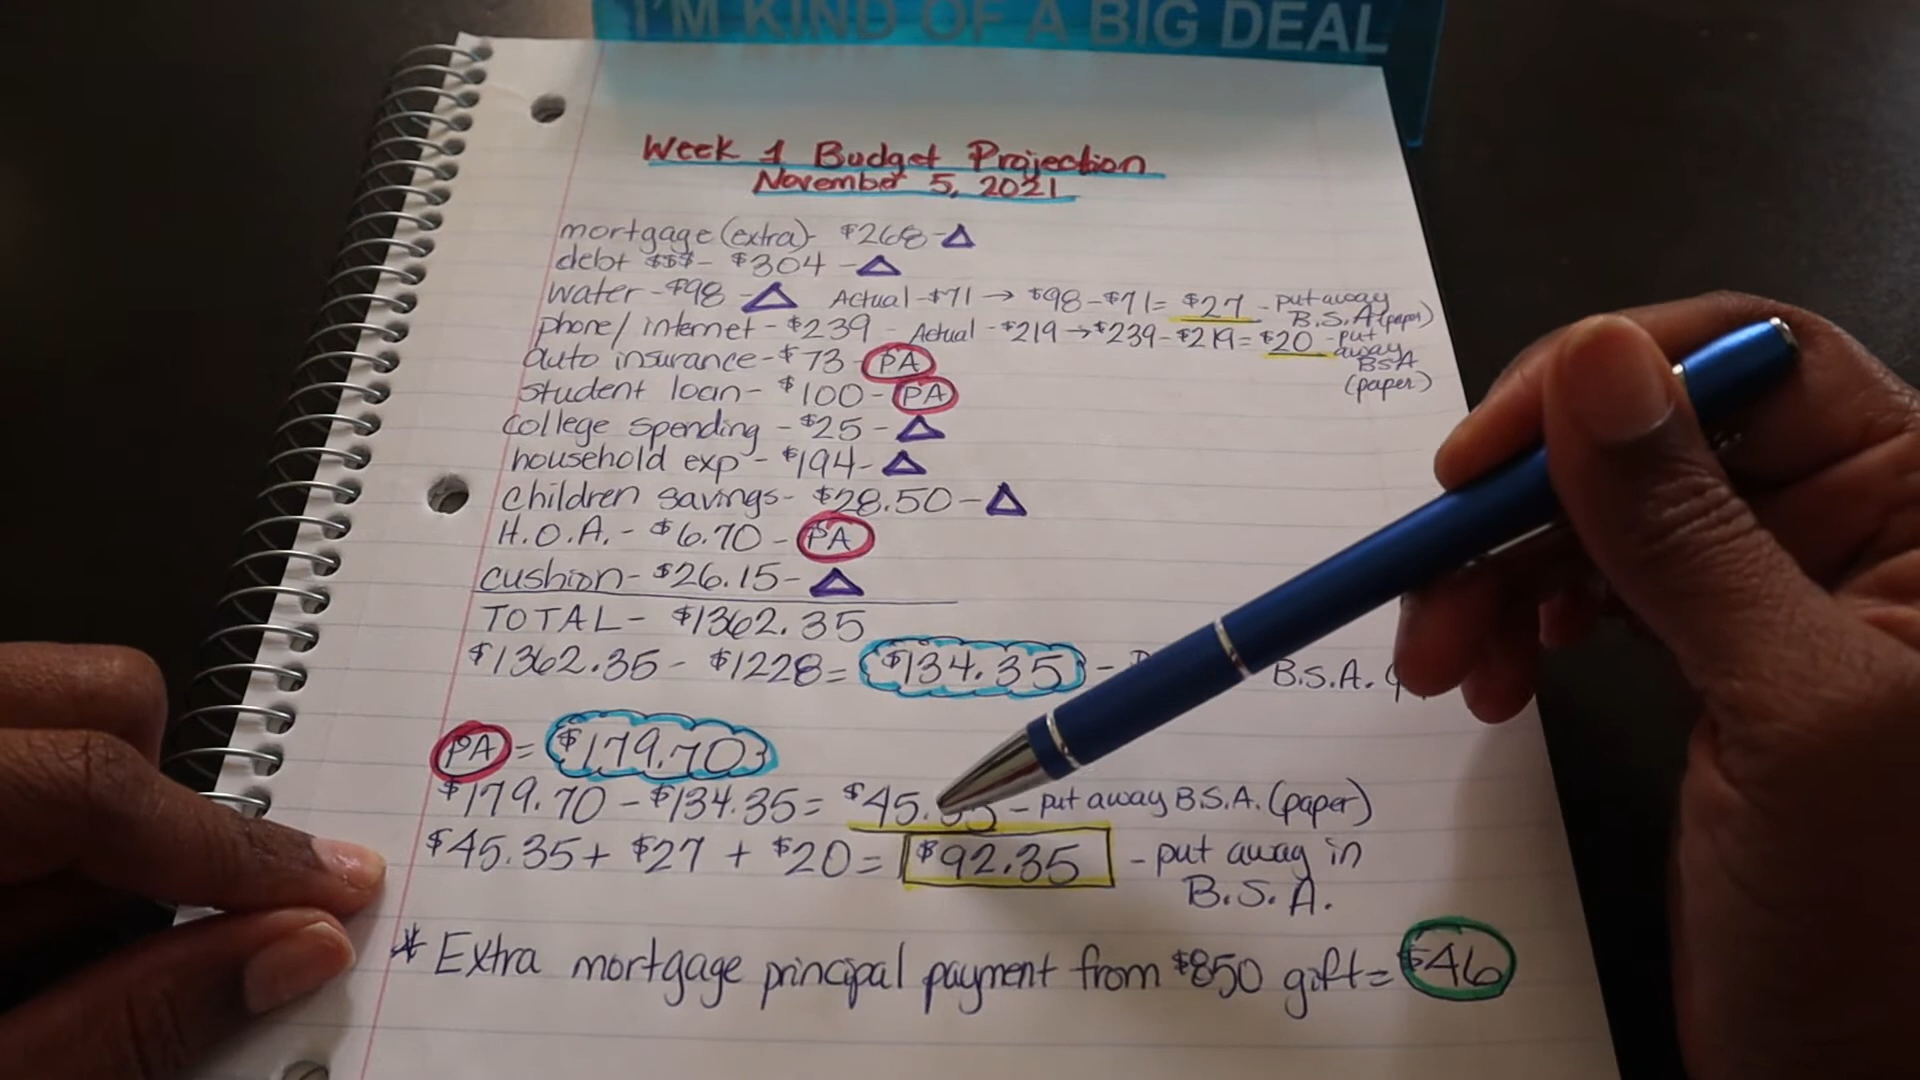 I'M KIND OF A BIG DEAL
Week 1 Budget Projection
November 5, 2021
mortgage (extra)- $268 - △
debt $$$ - $304 - △
water - $98 - △ Actual - $71 → $98 - $71 = $27 - put away
B.S.A (paper)
phone/internet - $239 - Actual - $219 → $239 - $219 = $20 - put
away
BSA
(paper)
auto insurance - $73 - PA
student loan - $100 - PA
college spending - $25 - △
household exp - $194 - △
children savings - $28.50 - △
H.O.A. - $6.70 - PA
cushion - $26.15 - △
TOTAL - $1362.35
$1362.35 - $1228 = $134.35 - B.S.A.
PA = $179.70
$179.70 - $134.35 = $45.35 - put away B.S.A. (paper)
$45.35 + $27 + $20 = $92.35 - put away in
B.S.A.
* Extra mortgage principal payment from $850 gift = $46